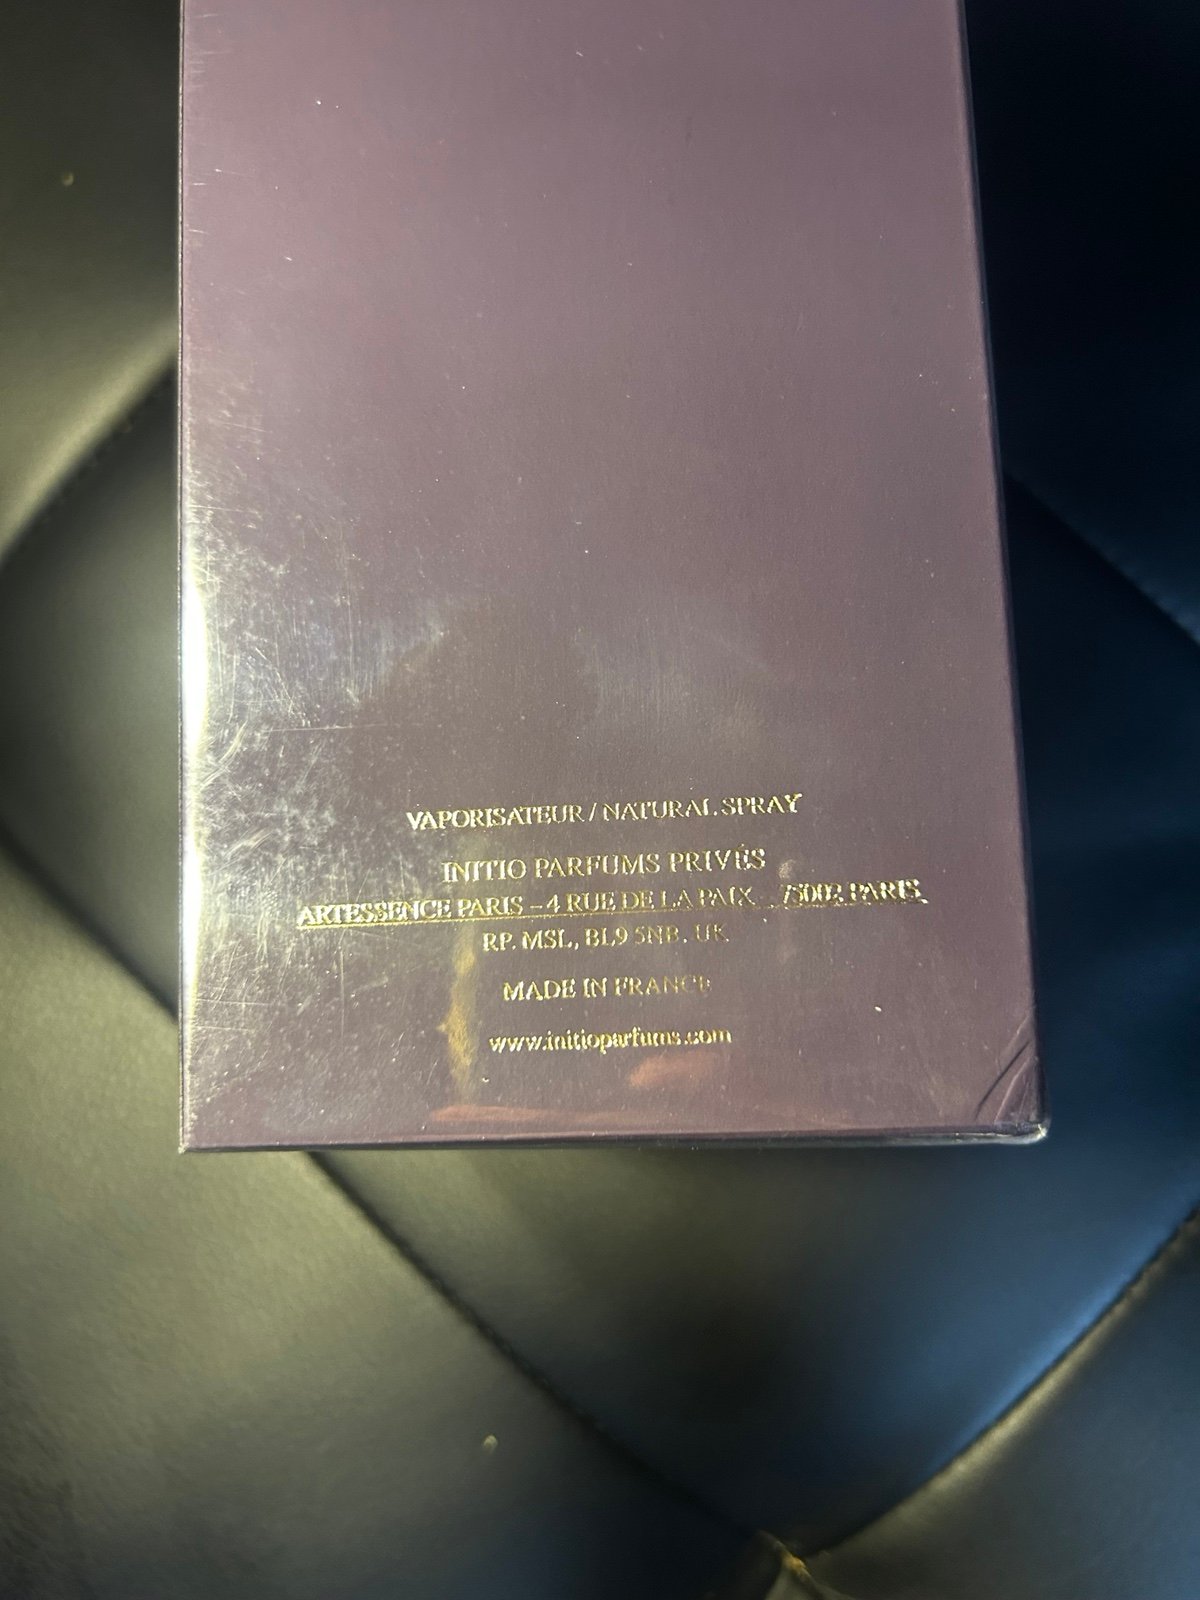 VAPORISATEUR / NATURAL SPRAY
INITIO PARFUMS PRIVÉS
ARTESSENCE PARIS – 4 RUE DE LA PAIX - 75002 PARIS.
RP. MSL, BL9 5NB. UK
MADE IN FRANCE
www.initioparfums.com